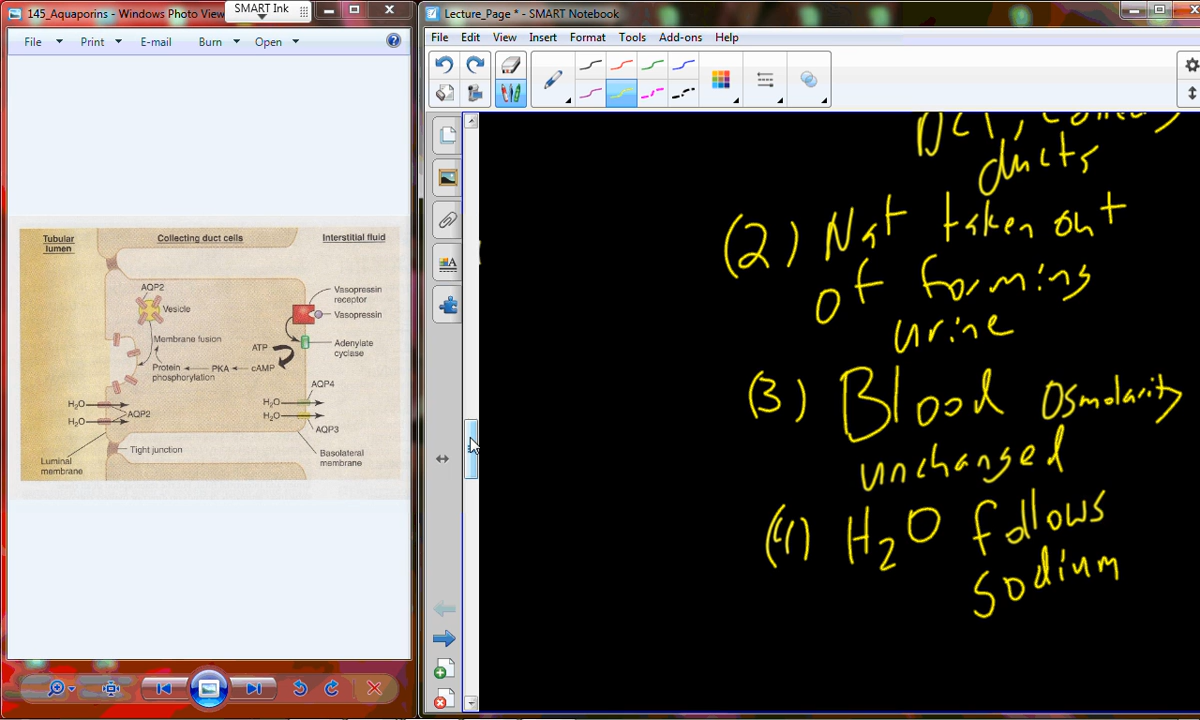 145_Aquaporins - Windows Photo View
SMART Ink
File Print E-mail Burn Open
Tubular lumen
Collecting duct cells
Interstitial fluid
AQP2
Vesicle
Vasopressin receptor
Vasopressin
Membrane fusion
ATP
Adenylate cyclase
Protein phosphorylation
PKA
cAMP
AQP4
H₂O
H₂O
AQP2
H₂O
H₂O
AQP3
Tight junction
Luminal membrane
Basolateral membrane
Lecture_Page * - SMART Notebook
File Edit View Insert Format Tools Add-ons Help
DCT,
ducts
(2) Not taken out
of forming
urine
(3) Blood Osmolarity
unchanged
(4) H₂O follows
sodium